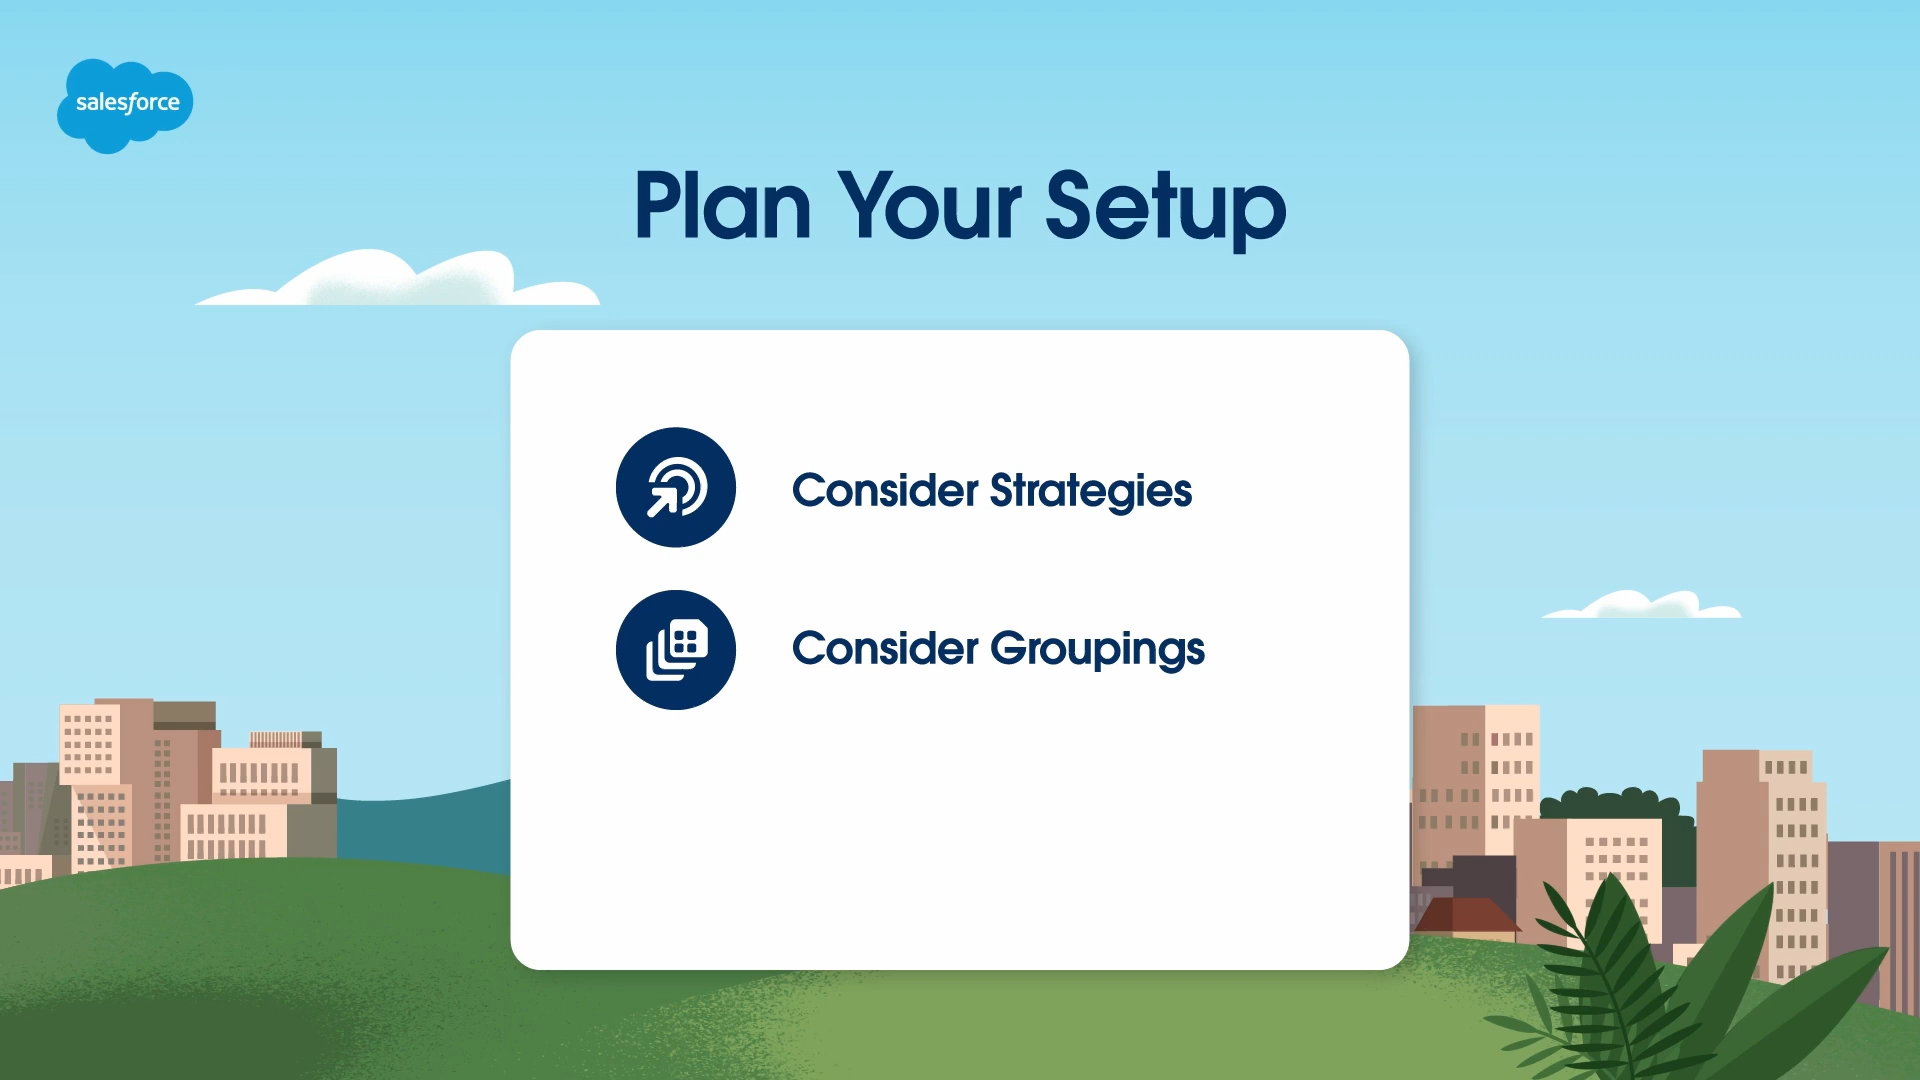 salesforce
Plan Your Setup
Consider Strategies
Consider Groupings